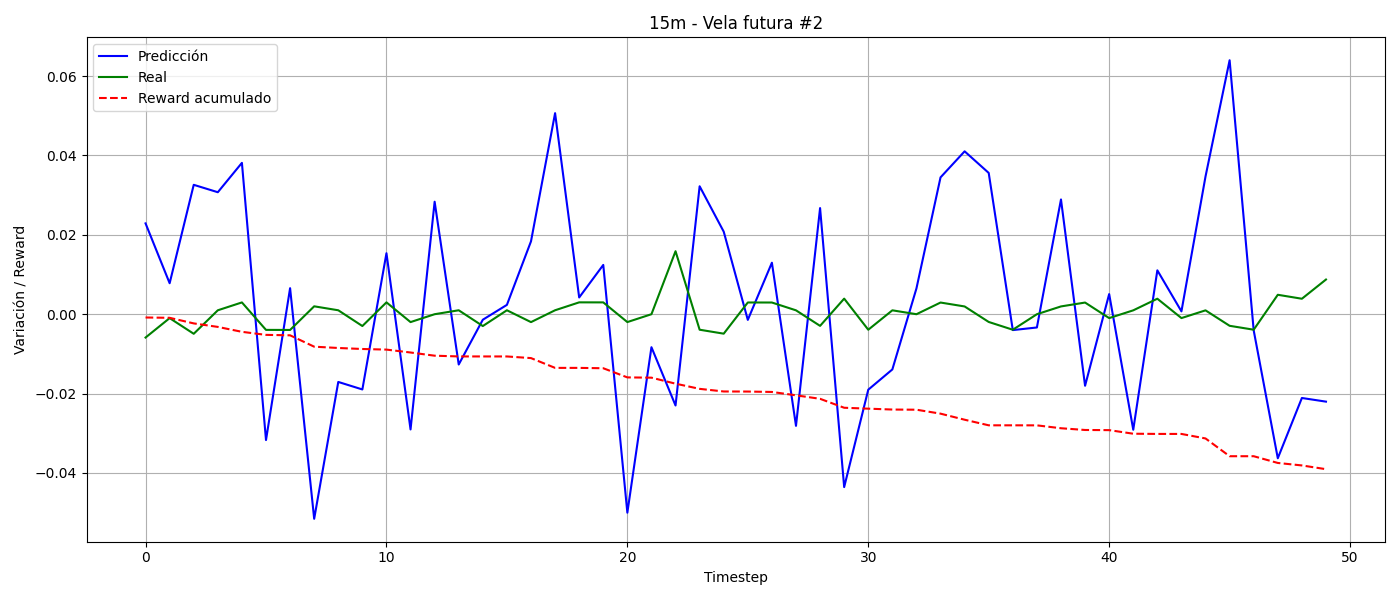 15m - Vela futura #2
Predicción
Real
Reward acumulado
Variación / Reward
0.06
0.04
0.02
0.00
−0.02
−0.04
0 10 20 30 40 50
Timestep